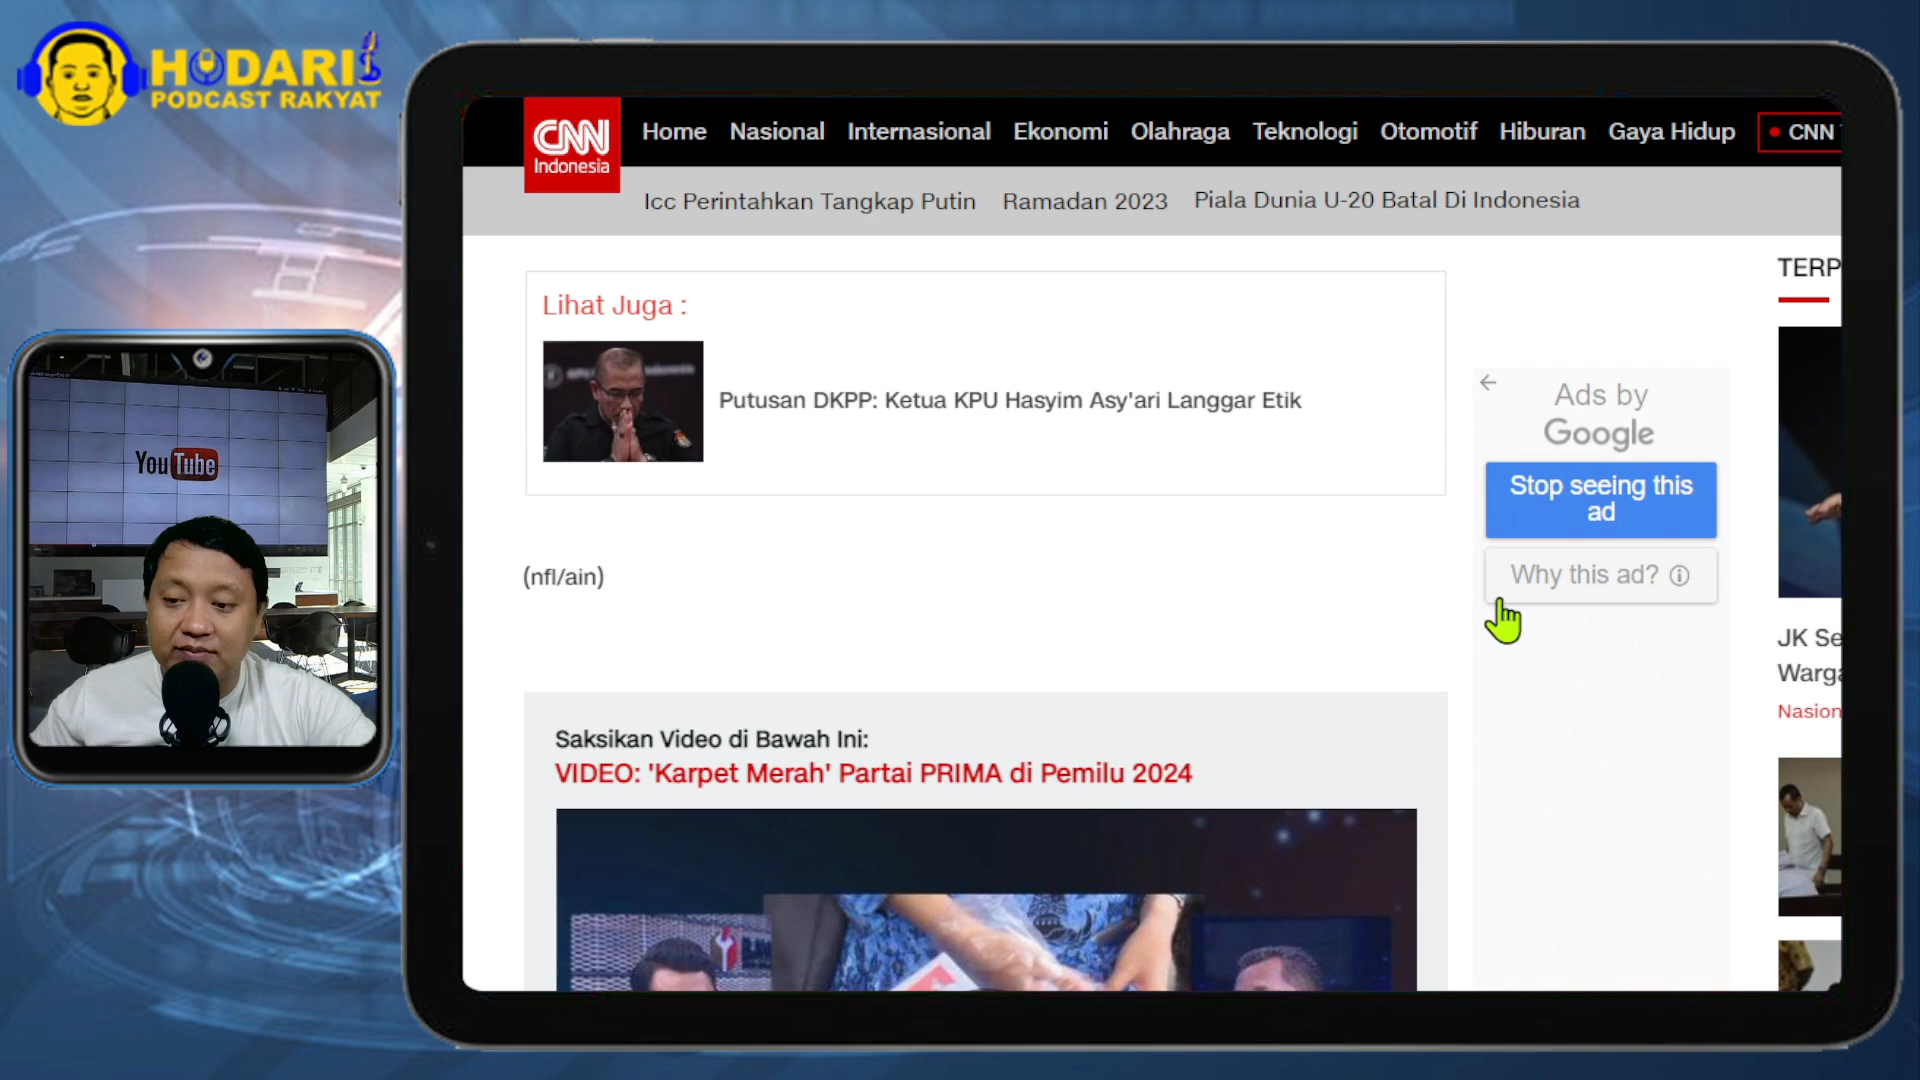 HODARI
PODCAST RAKYAT
CNN
Indonesia
Home Nasional Internasional Ekonomi Olahraga Teknologi Otomotif Hiburan Gaya Hidup CNN
Icc Perintahkan Tangkap Putin Ramadan 2023 Piala Dunia U-20 Batal Di Indonesia
Lihat Juga :
Putusan DKPP: Ketua KPU Hasyim Asy'ari Langgar Etik
(nfl/ain)
Ads by
Google
Stop seeing this
ad
Why this ad?
TERP
JK Se
Warga
Nasion
Saksikan Video di Bawah Ini:
VIDEO: 'Karpet Merah' Partai PRIMA di Pemilu 2024
YouTube